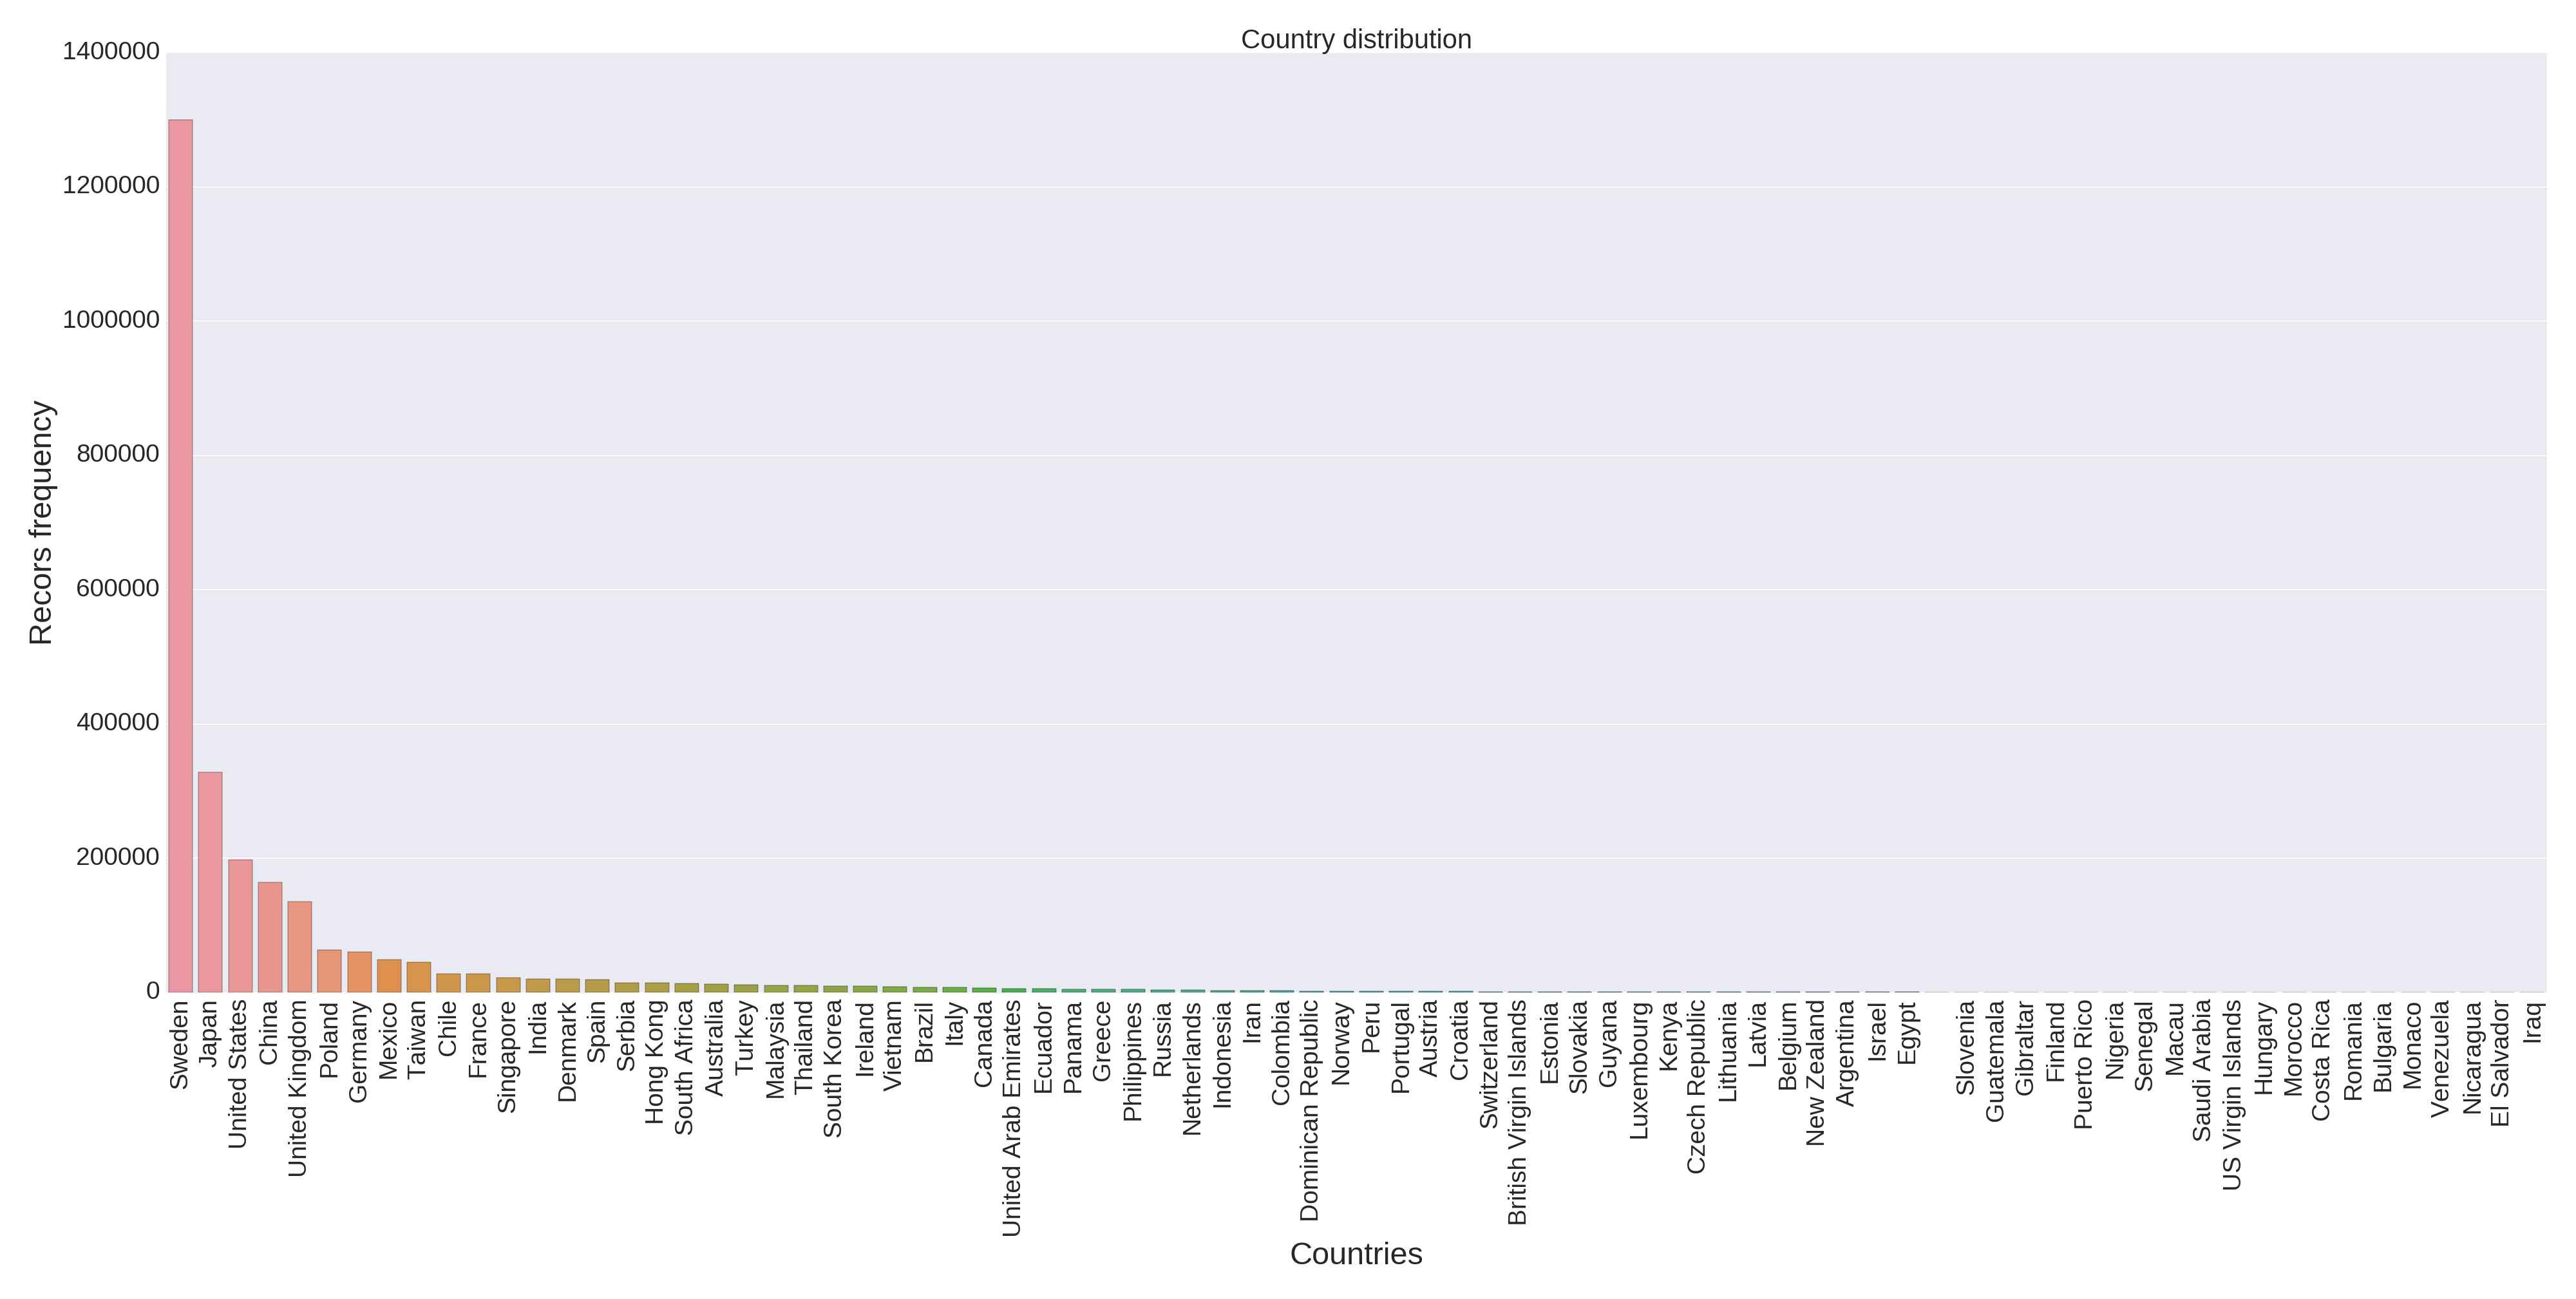 Country distribution
1400000
1200000
1000000
800000
600000
400000
200000
0
Recors frequency
Sweden
Japan
United States
China
United Kingdom
Poland
Germany
Mexico
Taiwan
Chile
France
Singapore
India
Denmark
Spain
Serbia
Hong Kong
South Africa
Australia
Turkey
Malaysia
Thailand
South Korea
Ireland
Vietnam
Brazil
Italy
Canada
United Arab Emirates
Ecuador
Panama
Greece
Philippines
Russia
Netherlands
Indonesia
Iran
Colombia
Dominican Republic
Norway
Peru
Portugal
Austria
Croatia
Switzerland
British Virgin Islands
Estonia
Slovakia
Guyana
Luxembourg
Kenya
Czech Republic
Lithuania
Latvia
Belgium
New Zealand
Argentina
Israel
Egypt
Slovenia
Guatemala
Gibraltar
Finland
Puerto Rico
Nigeria
Senegal
Macau
Saudi Arabia
US Virgin Islands
Hungary
Morocco
Costa Rica
Romania
Bulgaria
Monaco
Venezuela
Nicaragua
El Salvador
Iraq
Countries